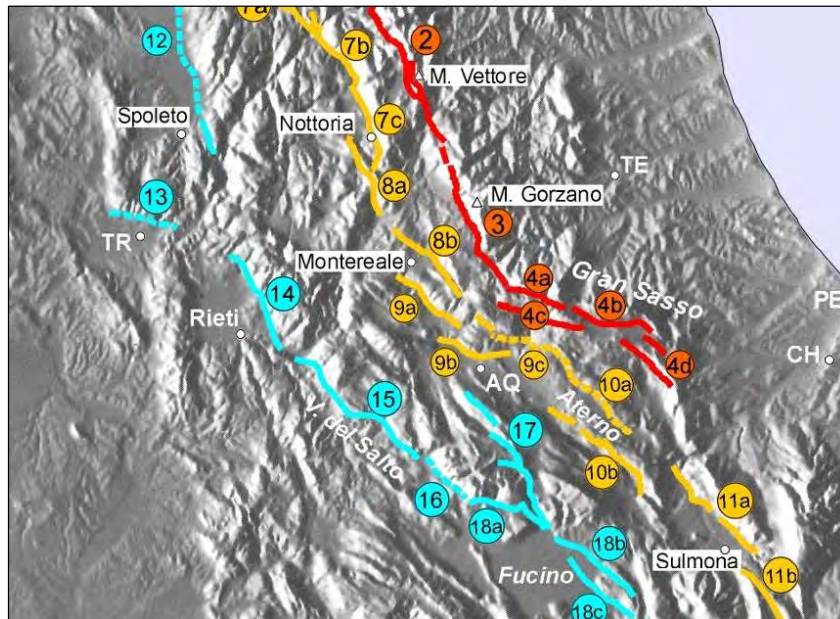 7a
12
2
7b
M. Vettore
Spoleto
Nottoria
7c
TE
8a
M. Gorzano
13
3
TR
8b
Montereale
4a
Gran Sasso
14
9a
4b
PE
4c
Rieti
CH
9b
9c
4d
AQ
10a
15
Aterno
V. del Salto
17
10b
16
11a
18a
18b
Sulmona
Fucino
11b
18c